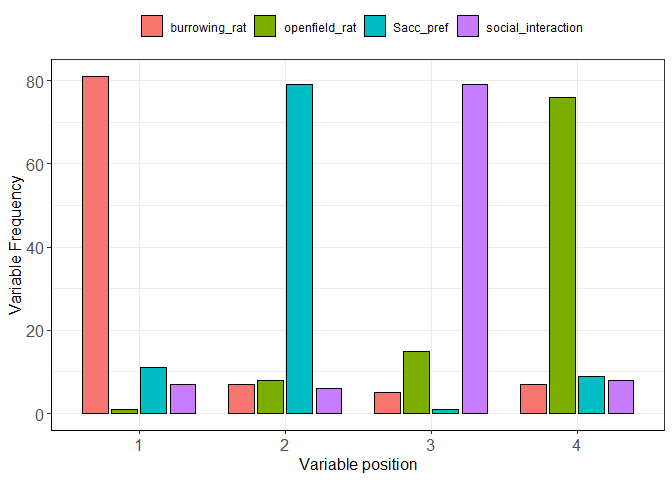 burrowing_rat openfield_rat Sacc_pref social_interaction
Variable Frequency
80
60
40
20
0
1 2 3 4
Variable position